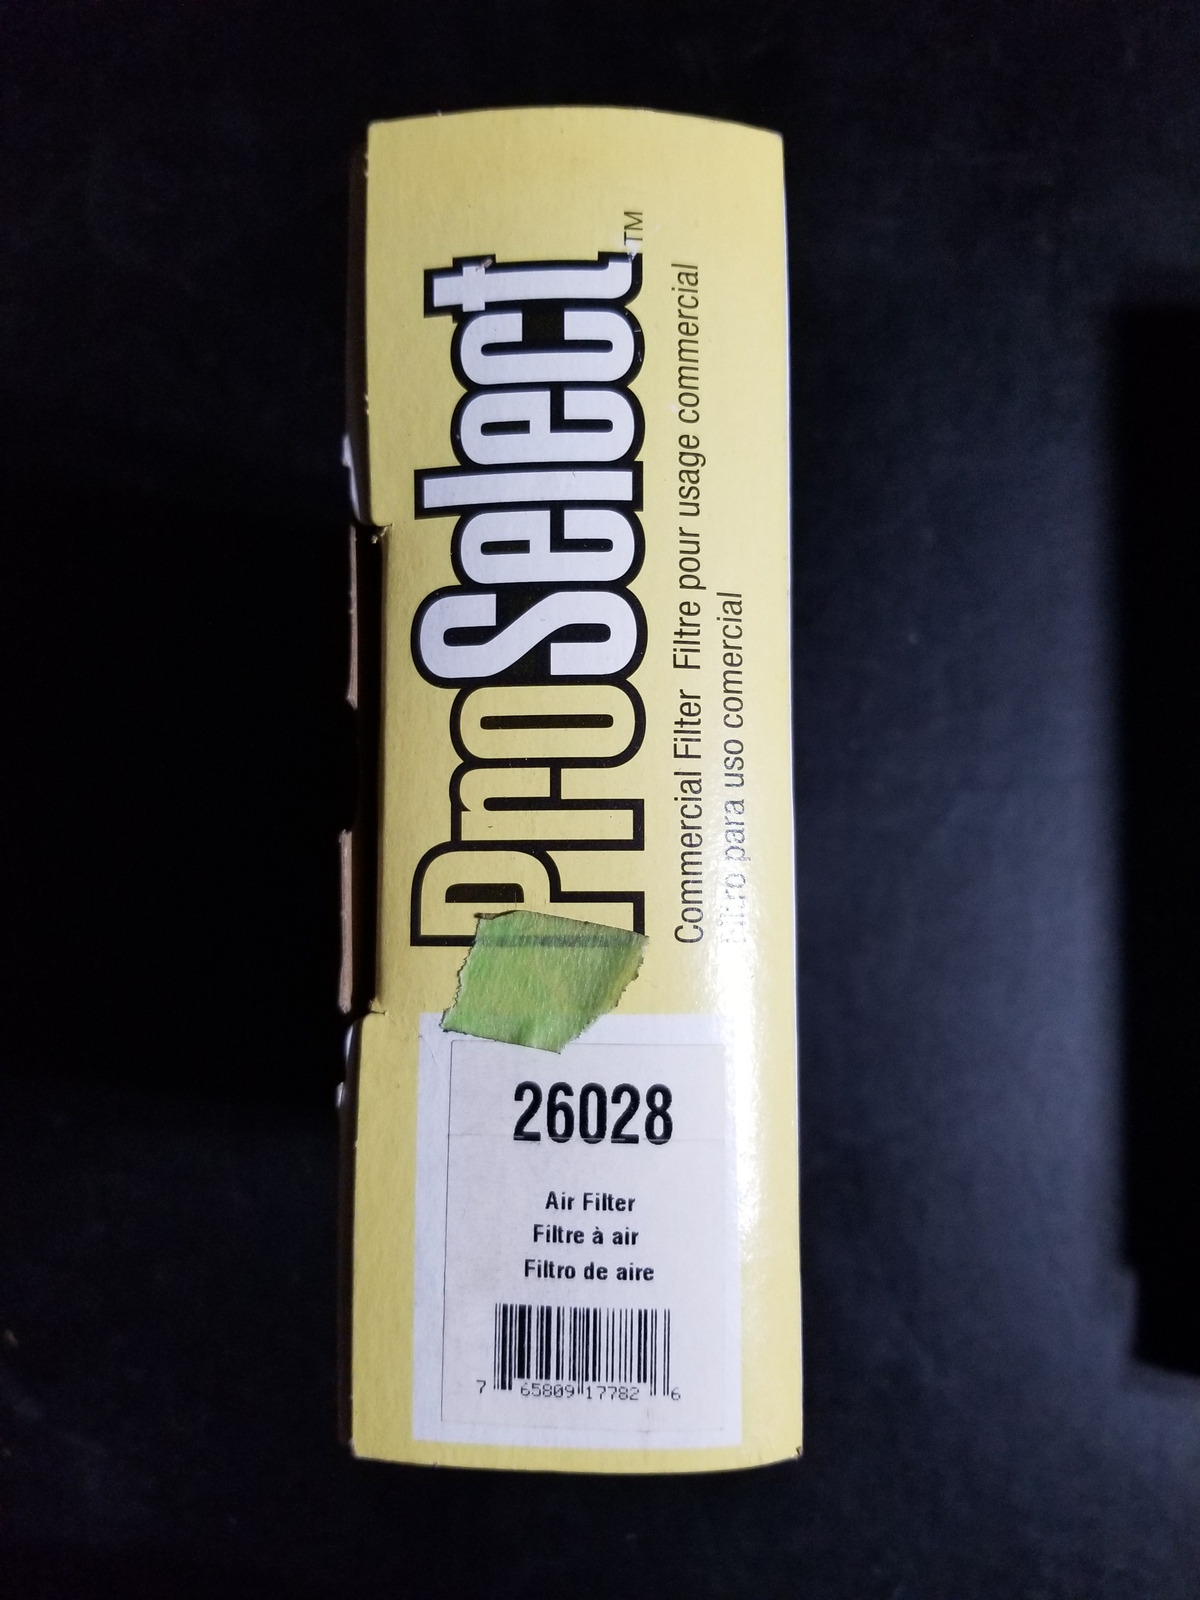 ProSelect™
Commercial Filter Filtre pour usage commercial
Filtro para uso comercial
26028
Air Filter
Filtre à air
Filtro de aire
7 65809 17782 6